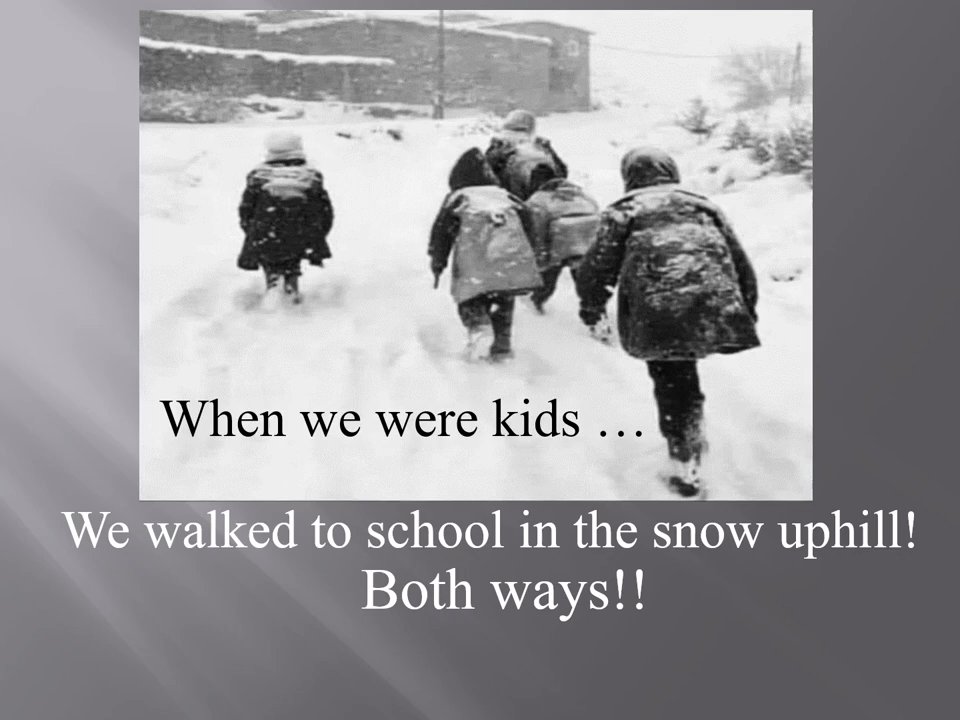 When we were kids …
We walked to school in the snow uphill!
Both ways!!